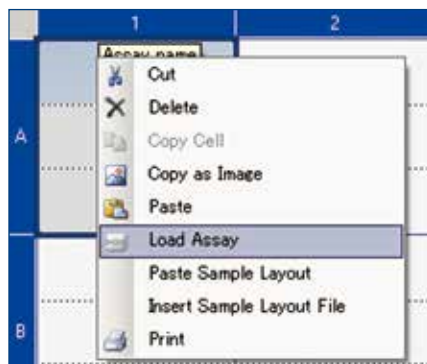 1 2
Assay name
A
Cut
Delete
Copy Cell
Copy as Image
Paste
Load Assay
Paste Sample Layout
Insert Sample Layout File
B
Print